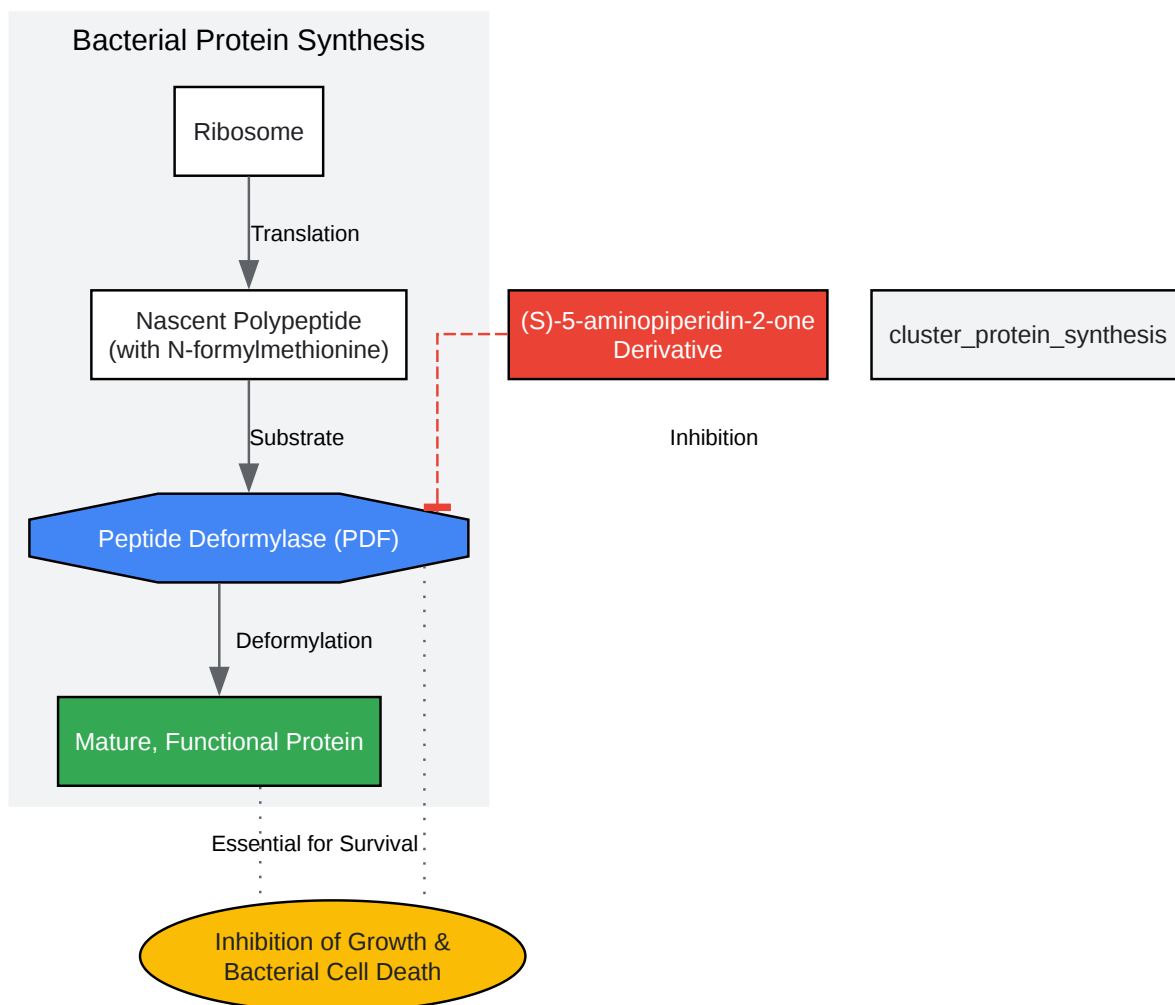 Bacterial Protein Synthesis
Ribosome
Translation
Nascent Polypeptide
(with N-formylmethionine)
(S)-5-aminopiperidin-2-one
Derivative
cluster_protein_synthesis
Substrate
Inhibition
Peptide Deformylase (PDF)
Deformylation
Mature, Functional Protein
Essential for Survival
Inhibition of Growth &
Bacterial Cell Death